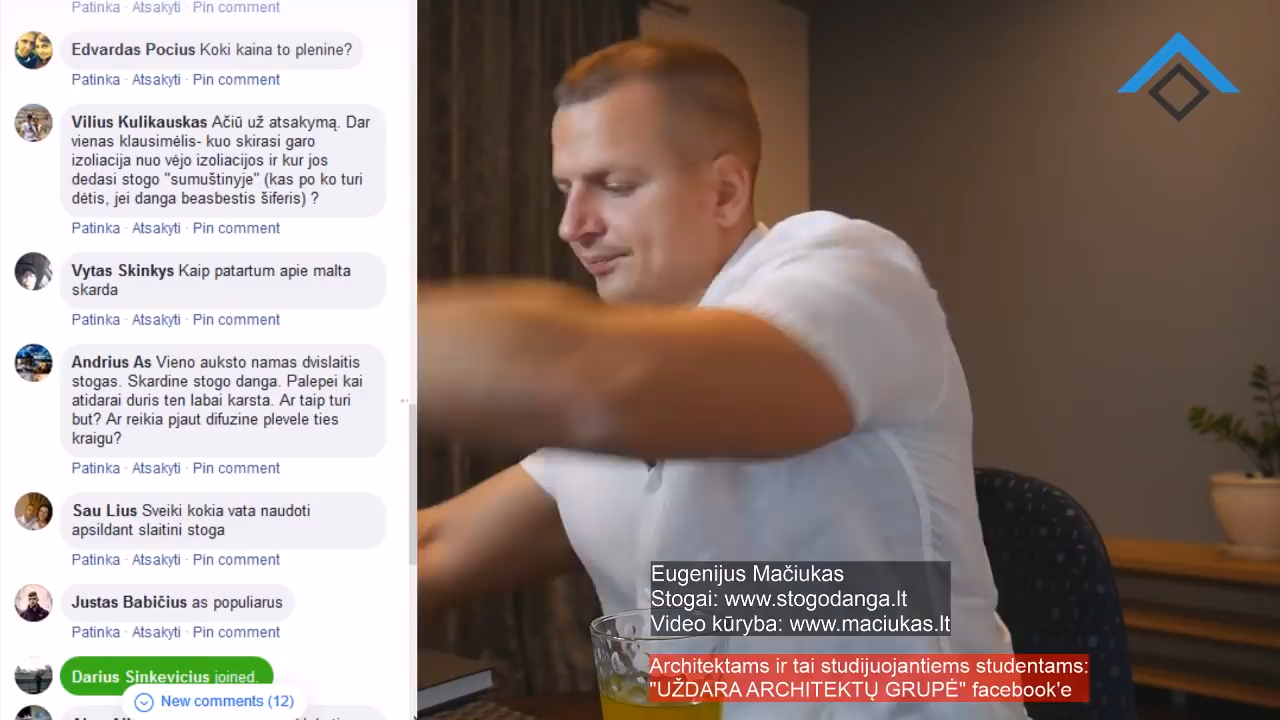 Patinka · Atsakyti · Pin comment
Edvardas Pocius Koki kaina to plenine?
Patinka · Atsakyti · Pin comment
Vilius Kulikauskas Ačiū už atsakymą. Dar
vienas klausimėlis- kuo skirasi garo
izoliacija nuo vėjo izoliacijos ir kur jos
dedasi stogo "sumuštinyje" (kas po ko turi
dėtis, jei danga beasbestis šiferis) ?
Patinka · Atsakyti · Pin comment
Vytas Skinkys Kaip patartum apie malta
skarda
Patinka · Atsakyti · Pin comment
Andrius As Vieno auksto namas dvislaitis
stogas. Skardine stogo danga. Palepei kai
atidarai duris ten labai karsta. Ar taip turi
but? Ar reikia pjaut difuzine plevele ties
kraigu?
Patinka · Atsakyti · Pin comment
Sau Lius Sveiki kokia vata naudoti
apsildant slaitini stoga
Patinka · Atsakyti · Pin comment
Justas Babičius as populiarus
Patinka · Atsakyti · Pin comment
Darius Sinkevicius joined.
New comments (12)
Eugenijus Mačiukas
Stogai: www.stogodanga.lt
Video kūryba: www.maciukas.lt
Architektams ir tai studijuojantiems studentams:
"UŽDARA ARCHITEKTŲ GRUPĖ" facebook'e